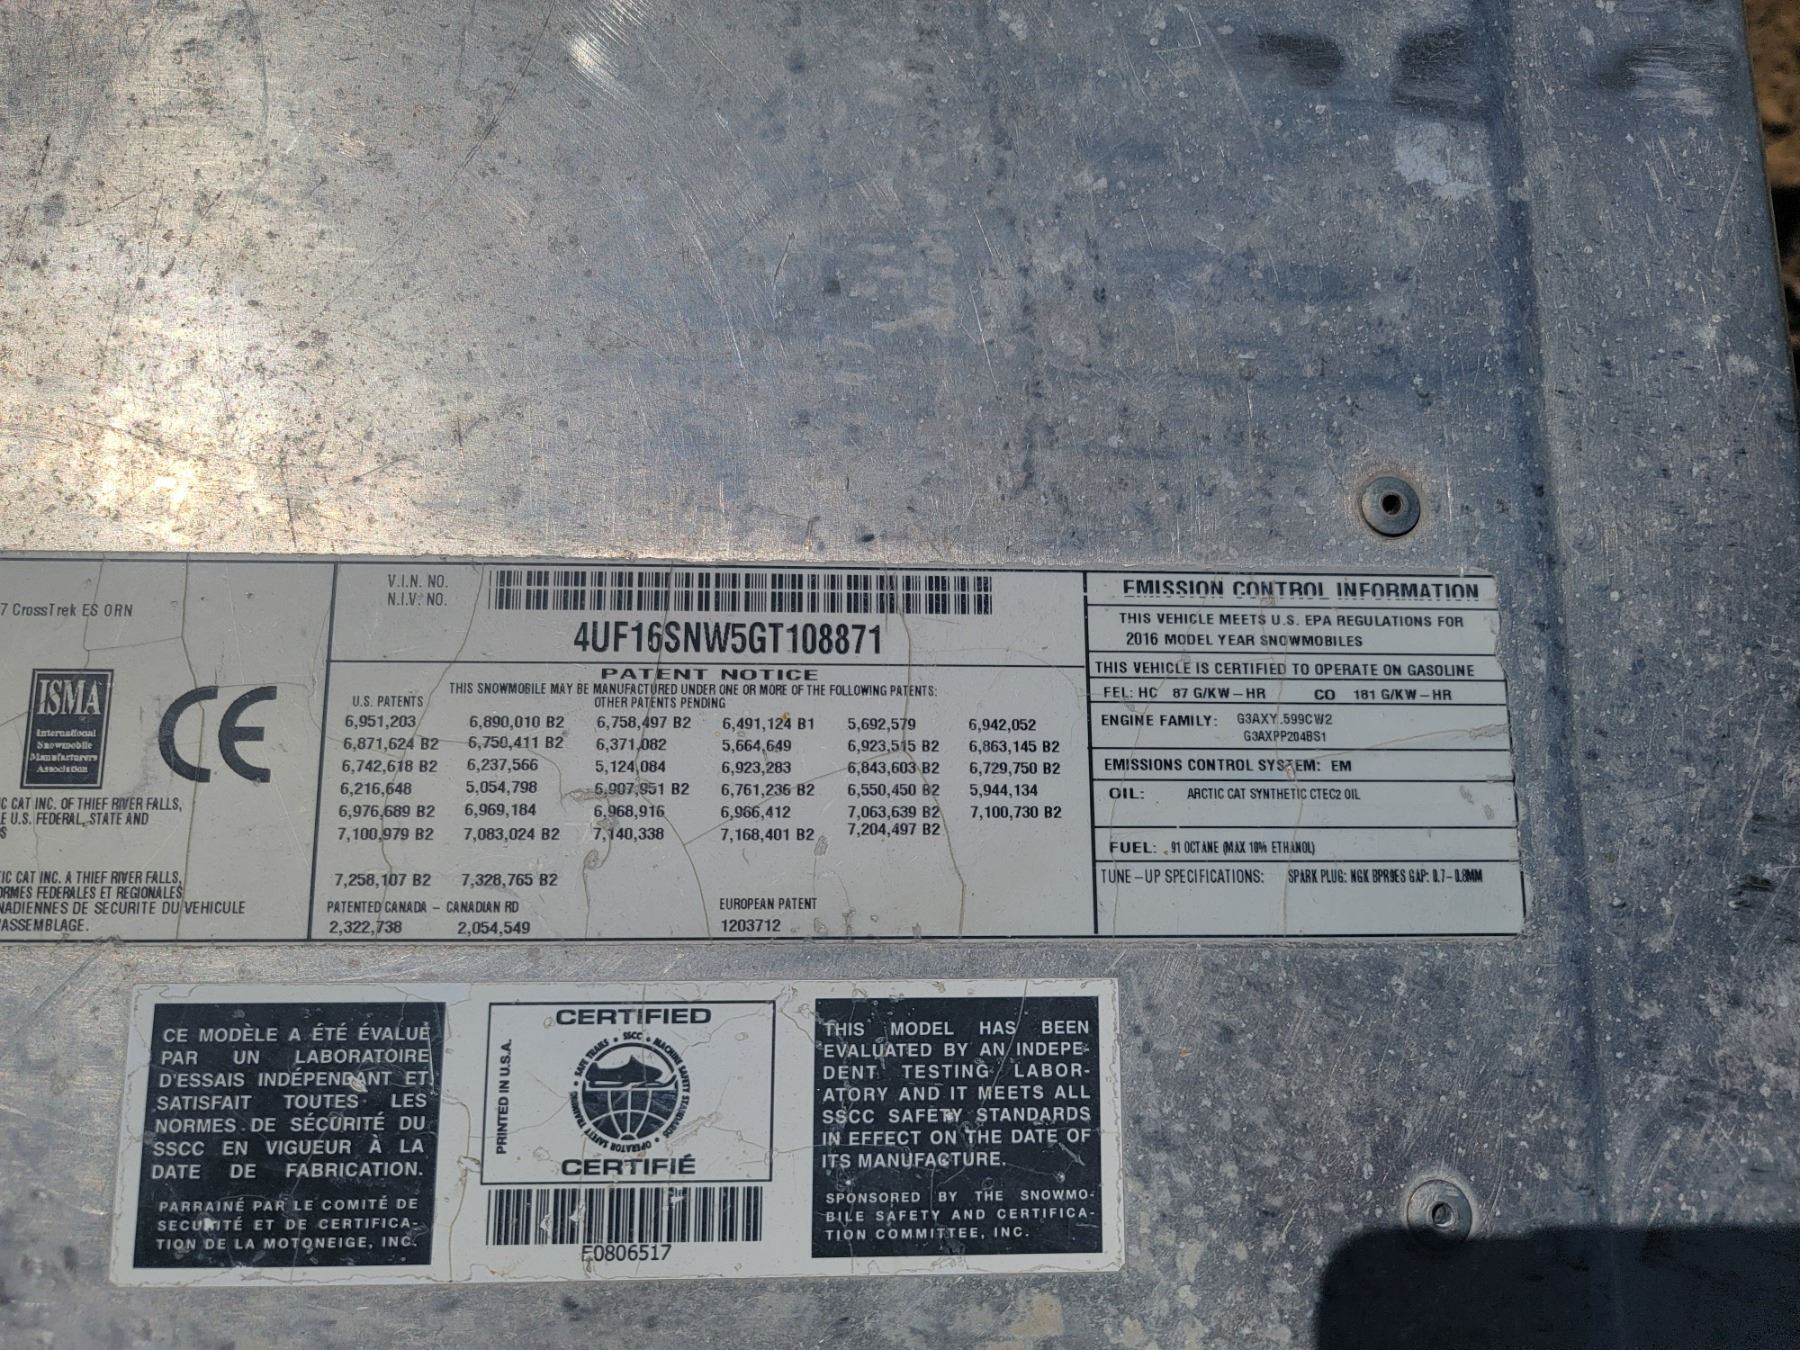 7 CrossTrek ES ORN
ISMA
International
Snowmobile
Manufacturers
Association
CE
C CAT INC. OF THIEF RIVER FALLS,
E U.S. FEDERAL, STATE AND
S
IC CAT INC. A THIEF RIVER FALLS,
ORMES FEDERALES ET REGIONALES
NADIENNES DE SECURITE DU VEHICULE
'ASSEMBLAGE.
V.I.N. NO.
N.I.V. NO.
4UF16SNW5GT108871
PATENT NOTICE
THIS SNOWMOBILE MAY BE MANUFACTURED UNDER ONE OR MORE OF THE FOLLOWING PATENTS:
U.S. PATENTS OTHER PATENTS PENDING
6,951,203 6,890,010 B2 6,758,497 B2 6,491,124 B1 5,692,579 6,942,052
6,871,624 B2 6,750,411 B2 6,371,082 5,664,649 6,923,515 B2 6,863,145 B2
6,742,618 B2 6,237,566 5,124,084 6,923,283 6,843,603 B2 6,729,750 B2
6,216,648 5,054,798 6,907,951 B2 6,761,236 B2 6,550,450 B2 5,944,134
6,976,689 B2 6,969,184 6,968,916 6,966,412 7,063,639 B2 7,100,730 B2
7,100,979 B2 7,083,024 B2 7,140,338 7,168,401 B2 7,204,497 B2
7,258,107 B2 7,328,765 B2
PATENTED CANADA - CANADIAN RD EUROPEAN PATENT
2,322,738 2,054,549 1203712
EMISSION CONTROL INFORMATION
THIS VEHICLE MEETS U.S. EPA REGULATIONS FOR
2016 MODEL YEAR SNOWMOBILES
THIS VEHICLE IS CERTIFIED TO OPERATE ON GASOLINE
FEL: HC 87 G/KW-HR CO 181 G/KW-HR
ENGINE FAMILY: G3AXY.599CW2
G3AXPP204BS1
EMISSIONS CONTROL SYSTEM: EM
OIL: ARCTIC CAT SYNTHETIC CTEC2 OIL
FUEL: 91 OCTANE (MAX 10% ETHANOL)
TUNE-UP SPECIFICATIONS: SPARK PLUG: NGK BPR9ES GAP: 0.7-0.8MM
CE MODÈLE A ÉTÉ ÉVALUÉ
PAR UN LABORATOIRE
D'ESSAIS INDÉPENDANT ET
SATISFAIT TOUTES LES
NORMES DE SÉCURITÉ DU
SSCC EN VIGUEUR À LA
DATE DE FABRICATION.
PARRAINÉ PAR LE COMITÉ DE
SECURITÉ ET DE CERTIFICA-
TION DE LA MOTONEIGE, INC.
PRINTED IN U.S.A.
CERTIFIED
SAFE TRAILS • SSCC • MACHINE SAFETY STANDARDS • OPERATOR SAFETY TRAINING •
CERTIFIÉ
E0806517
THIS MODEL HAS BEEN
EVALUATED BY AN INDEPE-
DENT TESTING LABOR-
ATORY AND IT MEETS ALL
SSCC SAFETY STANDARDS
IN EFFECT ON THE DATE OF
ITS MANUFACTURE.
SPONSORED BY THE SNOWMO-
BILE SAFETY AND CERTIFICA-
TION COMMITTEE, INC.